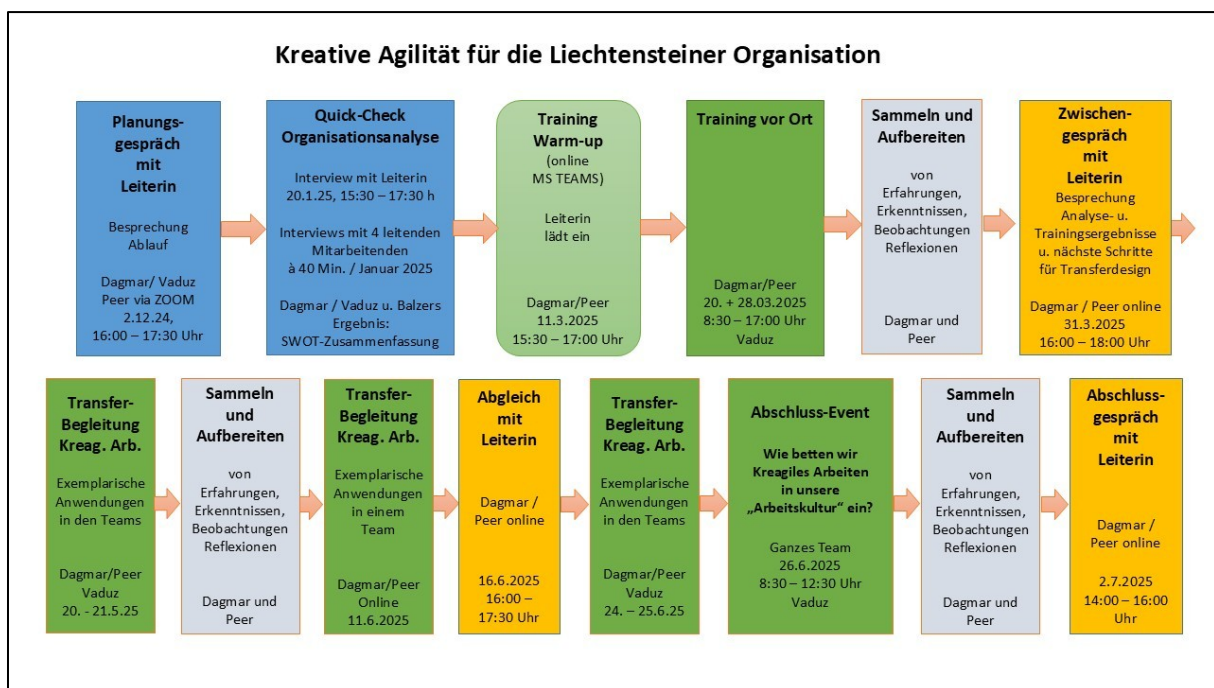 Kreative Agilität für die Liechtensteiner Organisation
Planungs-
gespräch
mit
Leiterin
Besprechung
Ablauf
Dagmar/ Vaduz
Peer via ZOOM
2.12.24,
16:00 – 17:30 Uhr
Quick-Check
Organisationsanalyse
Interview mit Leiterin
20.1.25, 15:30 – 17:30 h
Interviews mit 4 leitenden
Mitarbeitenden
à 40 Min. / Januar 2025
Dagmar / Vaduz u. Balzers
Ergebnis:
SWOT-Zusammenfassung
Training
Warm-up
(online
MS TEAMS)
Leiterin
lädt ein
Dagmar/Peer
11.3.2025
15:30 – 17:00 Uhr
Training vor Ort
Dagmar/Peer
20. + 28.03.2025
8:30 – 17:00 Uhr
Vaduz
Sammeln und
Aufbereiten
von
Erfahrungen,
Erkenntnissen,
Beobachtungen
Reflexionen
Dagmar und
Peer
Zwischen-
gespräch
mit
Leiterin
Besprechung
Analyse- u.
Trainingsergebnisse
u. nächste Schritte
für Transferdesign
Dagmar / Peer online
31.3.2025
16:00 – 18:00 Uhr
Transfer-
Begleitung
Kreag. Arb.
Exemplarische
Anwendungen
in den Teams
Dagmar/Peer
Vaduz
20. - 21.5.25
Sammeln
und
Aufbereiten
von
Erfahrungen,
Erkenntnissen,
Beobachtungen
Reflexionen
Dagmar und
Peer
Transfer-
Begleitung
Kreag. Arb.
Exemplarische
Anwendungen
in einem
Team
Dagmar/Peer
Online
11.6.2025
Abgleich
mit
Leiterin
Dagmar /
Peer online
16.6.2025
16:00 –
17:30 Uhr
Transfer-
Begleitung
Kreag. Arb.
Exemplarische
Anwendungen
in den Teams
Dagmar/Peer
Vaduz
24. – 25.6.25
Abschluss-Event
Wie betten wir
Kreagiles Arbeiten
in unsere
„Arbeitskultur“ ein?
Ganzes Team
26.6.2025
8:30 – 12:30 Uhr
Vaduz
Sammeln
und
Aufbereiten
von
Erfahrungen,
Erkenntnissen,
Beobachtungen
Reflexionen
Dagmar und
Peer
Abschluss-
gespräch
mit
Leiterin
Dagmar /
Peer online
2.7.2025
14:00 – 16:00
Uhr